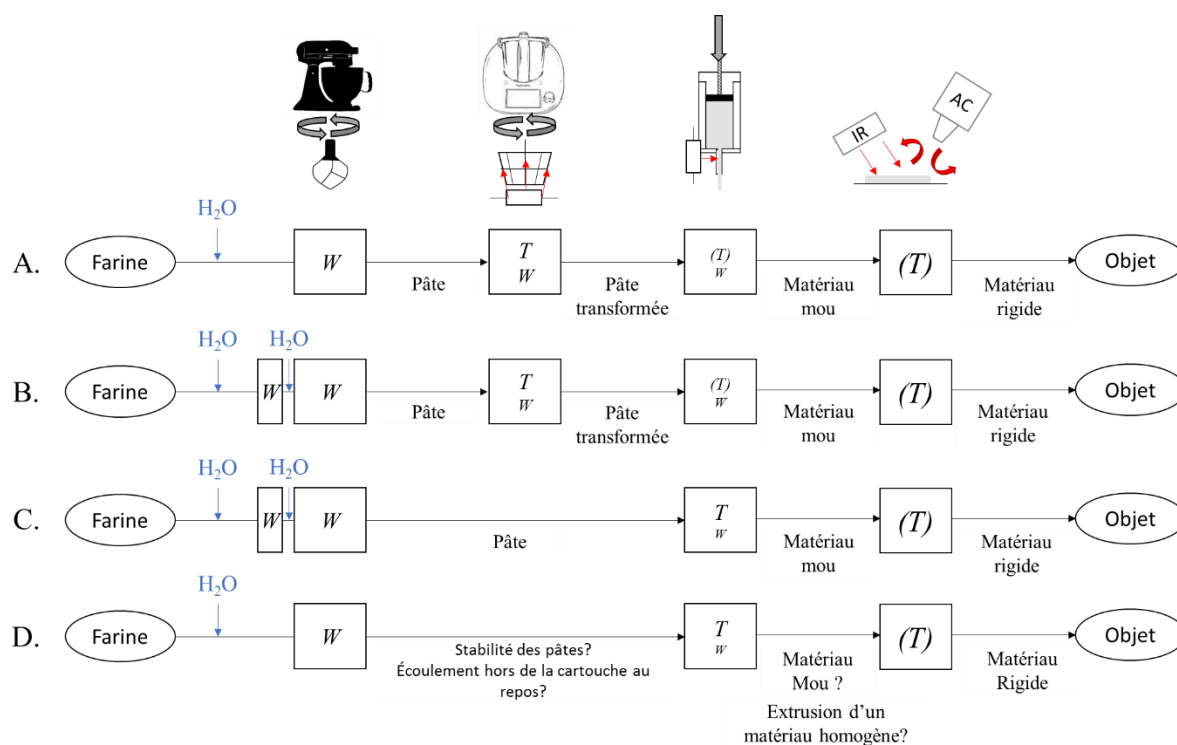 IR
AC
H₂O
A.
Farine
W
Pâte
T
W
Pâte
transformée
(T)
W
Matériau
mou
(T)
Matériau
rigide
Objet
H₂O
H₂O
B.
Farine
W
W
Pâte
T
W
Pâte
transformée
(T)
W
Matériau
mou
(T)
Matériau
rigide
Objet
H₂O
H₂O
C.
Farine
W
W
Pâte
T
W
Matériau
mou
(T)
Matériau
rigide
Objet
H₂O
D.
Farine
W
Stabilité des pâtes?
Écoulement hors de la cartouche au
repos?
T
W
Matériau
Mou ?
Extrusion d’un
matériau homogène?
(T)
Matériau
Rigide
Objet